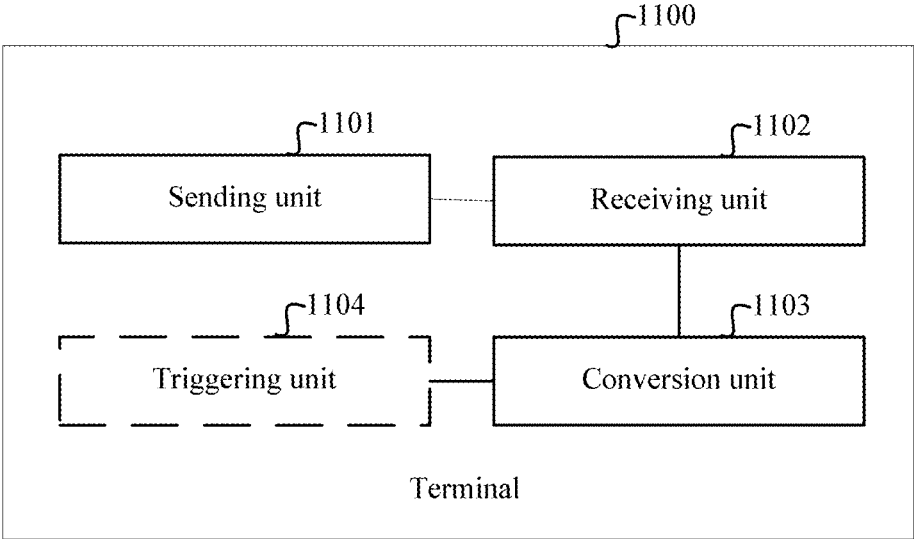 1100
1101
1102
Sending unit
Receiving unit
1104
1103
Triggering unit
Conversion unit
Terminal